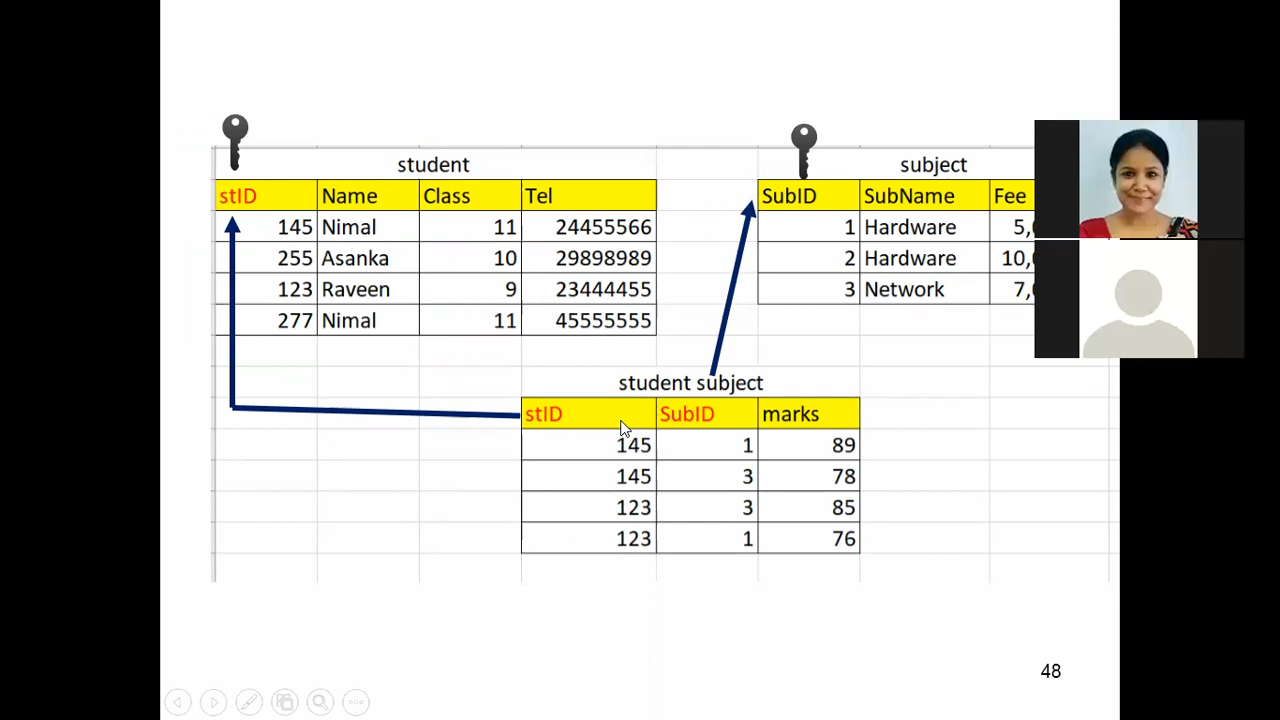 student
stID Name Class Tel
145 Nimal 11 24455566
255 Asanka 10 29898989
123 Raveen 9 23444455
277 Nimal 11 45555555
subject
SubID SubName Fee
1 Hardware
2 Hardware
3 Network
student subject
stID SubID marks
145 1 89
145 3 78
123 3 85
123 1 76
48